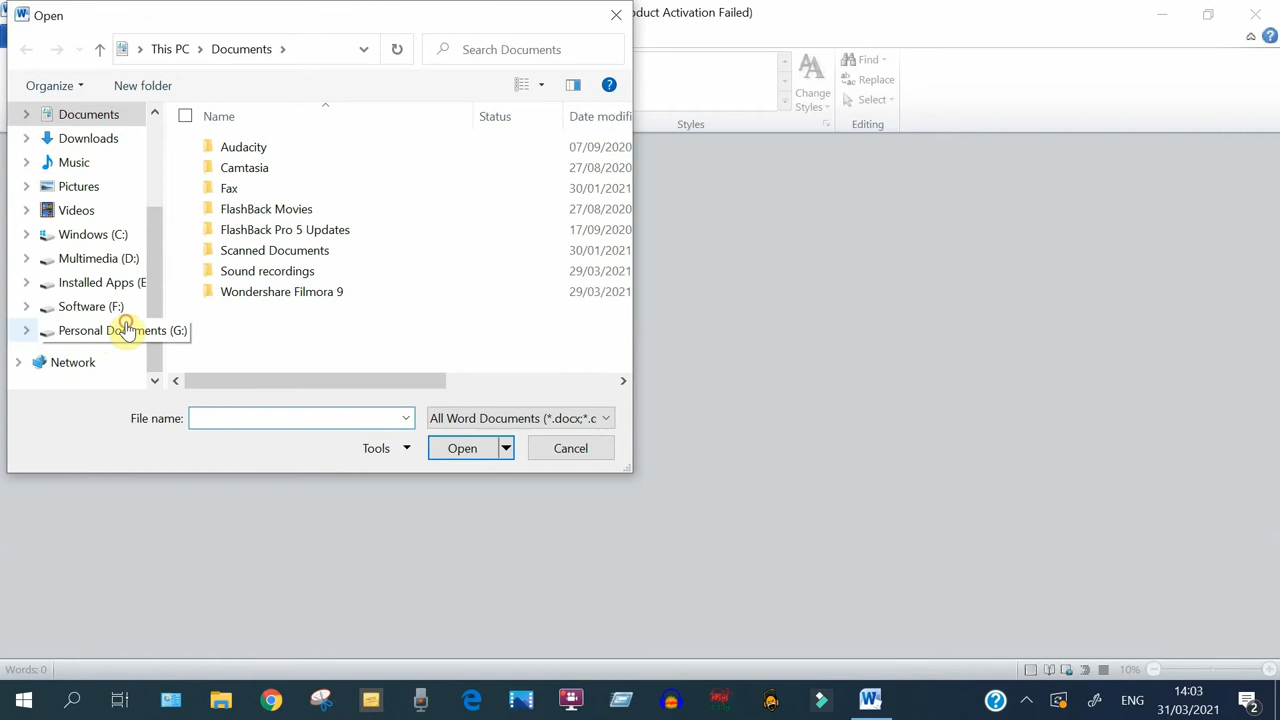 Open
oduct Activation Failed)
This PC
Documents
Search Documents
Organize
New folder
Find
Replace
Select
Change
Styles
Styles
Editing
Documents
Downloads
Music
Pictures
Videos
Windows (C:)
Multimedia (D:)
Installed Apps (E
Software (F:)
Personal Documents (G:)
Network
Name
Status
Date modifi
Audacity
07/09/2020
Camtasia
27/08/2020
Fax
30/01/2021
FlashBack Movies
27/08/2020
FlashBack Pro 5 Updates
17/09/2020
Scanned Documents
30/01/2021
Sound recordings
29/03/2021
Wondershare Filmora 9
29/03/2021
File name:
All Word Documents (*.docx;*.c
Tools
Open
Cancel
Words: 0
10%
ENG
14:03
31/03/2021
2